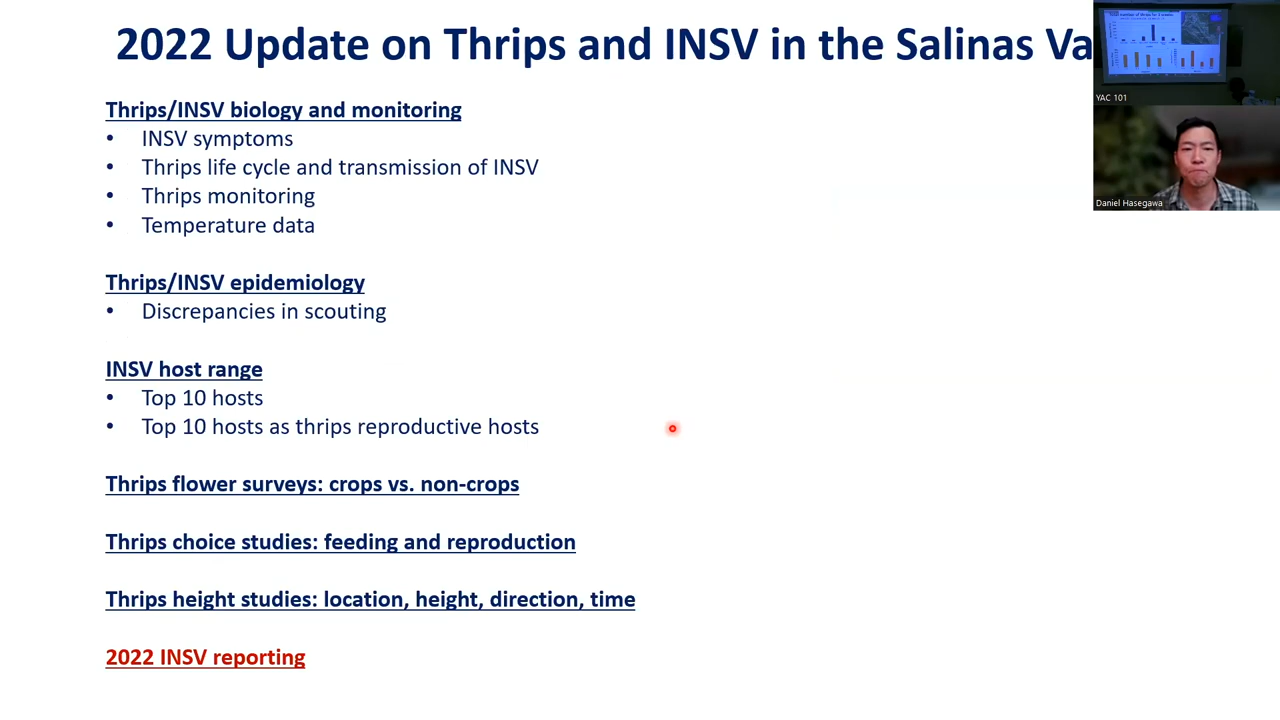 2022 Update on Thrips and INSV in the Salinas Va
Thrips/INSV biology and monitoring
• INSV symptoms
• Thrips life cycle and transmission of INSV
• Thrips monitoring
• Temperature data
Thrips/INSV epidemiology
• Discrepancies in scouting
INSV host range
• Top 10 hosts
• Top 10 hosts as thrips reproductive hosts
Thrips flower surveys: crops vs. non-crops
Thrips choice studies: feeding and reproduction
Thrips height studies: location, height, direction, time
2022 INSV reporting
YAC 101
Daniel Hasegawa